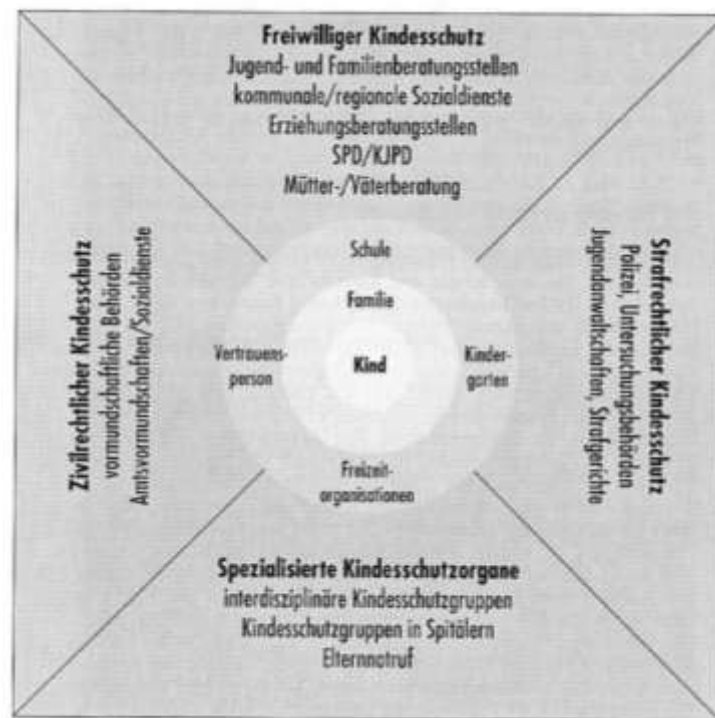 Freiwilliger Kindesschutz
Jugend- und Familienberatungsstellen
kommunale/regionale Sozialdienste
Erziehungsberatungsstellen
SPD/KJPD
Mütter-/Väterberatung
Zivilrechtlicher Kindesschutz
vormundschaftliche Behörden
Amtsvormundschaften/Sozialdienste
Schule
Familie
Vertrauens-
person
Kind
Kinder-
garten
Freizeit-
organisationen
Strafrechtlicher Kindesschutz
Polizei, Untersuchungsbehörden
Jugendanwaltschaften, Strafgerichte
Spezialisierte Kindesschutzorgane
interdisziplinäre Kindesschutzgruppen
Kindesschutzgruppen in Spitälern
Elternnotruf